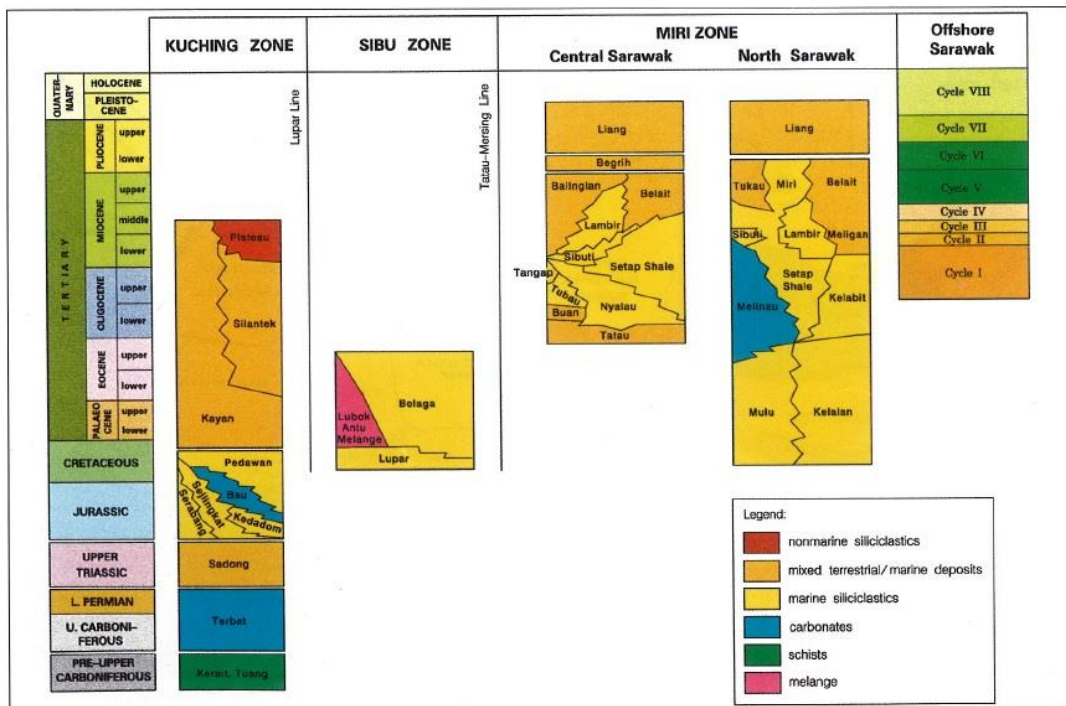 KUCHING ZONE
SIBU ZONE
MIRI ZONE
Central Sarawak
North Sarawak
Offshore
Sarawak
QUATER-
NARY
HOLOCENE
PLEISTO-
CENE
TERTIARY
PLIOCENE
upper
lower
MIOCENE
upper
middle
lower
OLIGOCENE
upper
lower
EOCENE
upper
lower
PALAEO
CENE
upper
lower
CRETACEOUS
JURASSIC
UPPER
TRIASSIC
L. PERMIAN
U. CARBONI-
FEROUS
PRE-UPPER
CARBONIFEROUS
Plateau
Silantek
Kayan
Pedawan
Bau
Sejingkat
Serabang
Kedadom
Sadong
Terbat
Kerait, Tuang
Lupar Line
Lubok
Antu
Melange
Belaga
Lupar
Tatau-Mersing Line
Liang
Begrih
Balingian
Belait
Lambir
Sibuti
Setap Shale
Tangap
Tubau
Nyalau
Buan
Tatau
Liang
Tukau
Miri
Belait
Sibuti
Lambir
Meligan
Setap
Shale
Melinau
Kelabit
Mulu
Kelalan
Cycle VIII
Cycle VII
Cycle VI
Cycle V
Cycle IV
Cycle III
Cycle II
Cycle I
Legend:
nonmarine siliciclastics
mixed terrestrial/marine deposits
marine siliciclastics
carbonates
schists
melange